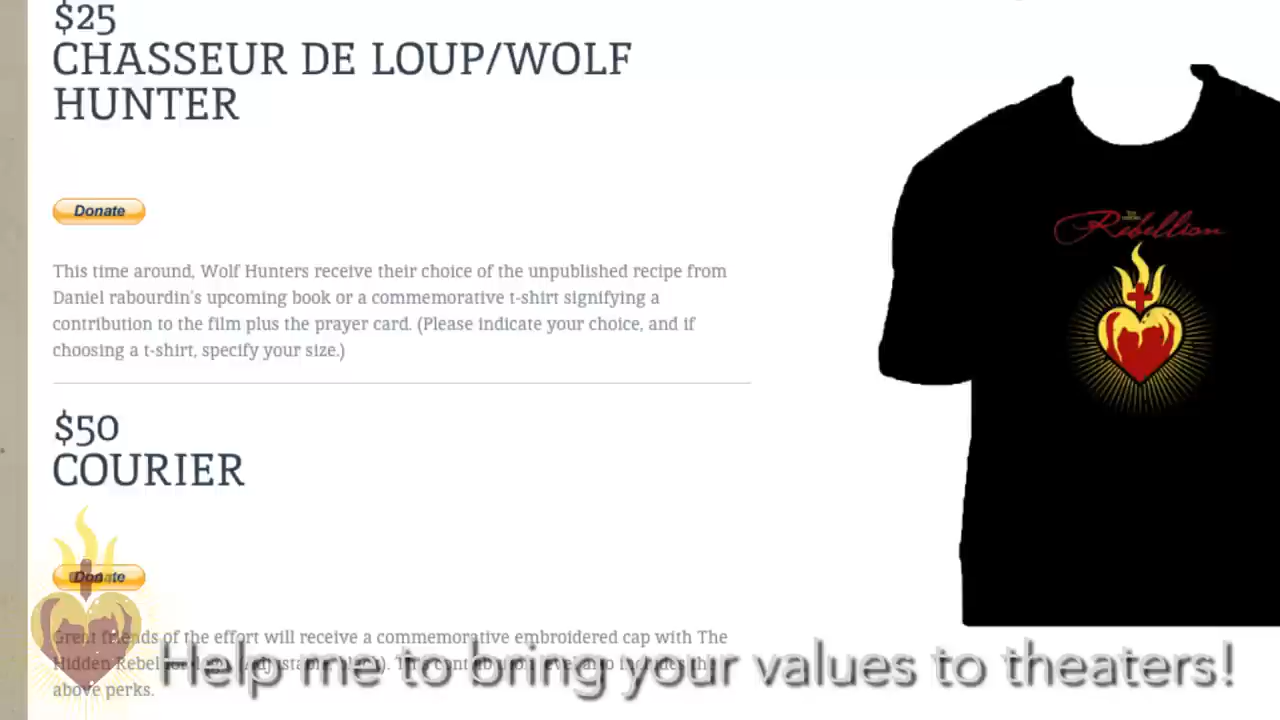 $25
CHASSEUR DE LOUP/WOLF
HUNTER
Donate
This time around, Wolf Hunters receive their choice of the unpublished recipe from
Daniel rabourdin's upcoming book or a commemorative t-shirt signifying a
contribution to the film plus the prayer card. (Please indicate your choice, and if
choosing a t-shirt, specify your size.)
Rebellion
$50
COURIER
Donate
Great friends of the effort will receive a commemorative embroidered cap with The
Hidden
above perks.
Help me to bring your values to theaters!